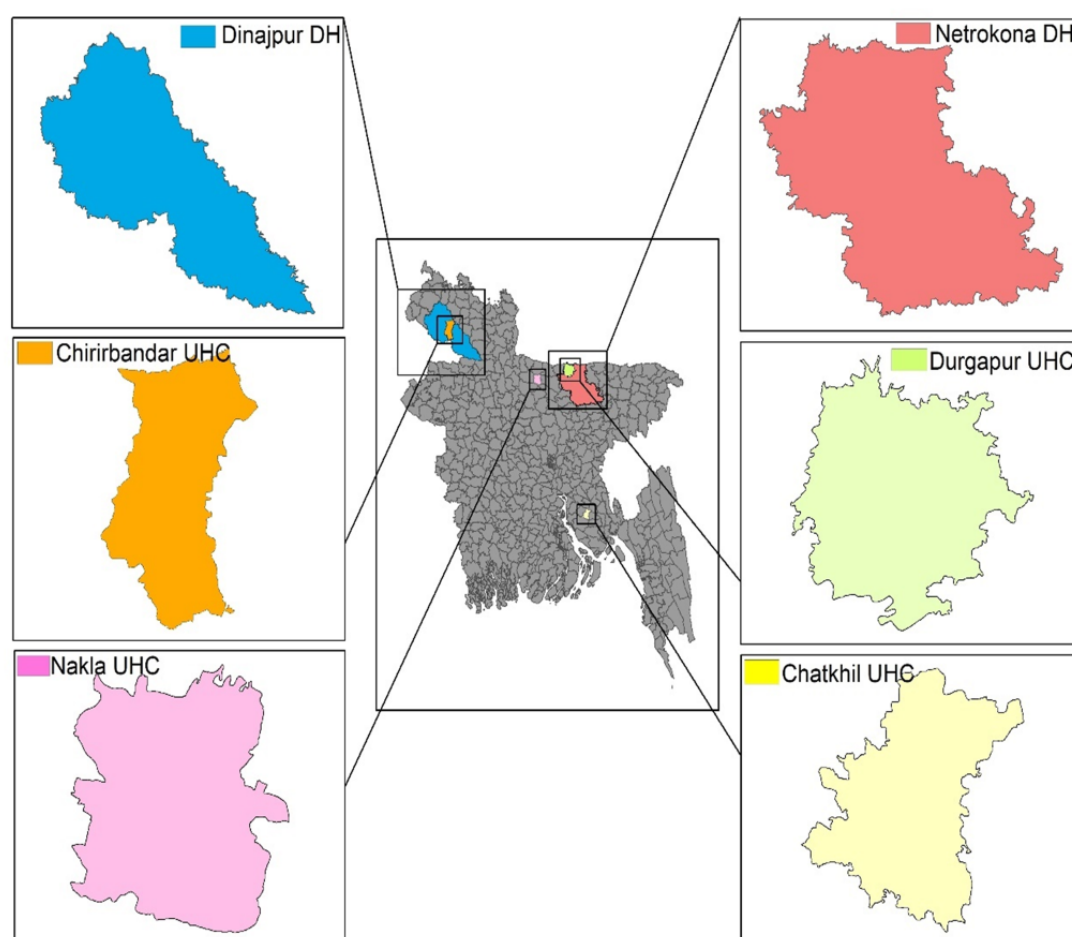 Dinajpur DH
Netrokona DH
Chirirbandar UHC
Durgapur UHC
Nakla UHC
Chatkhil UHC